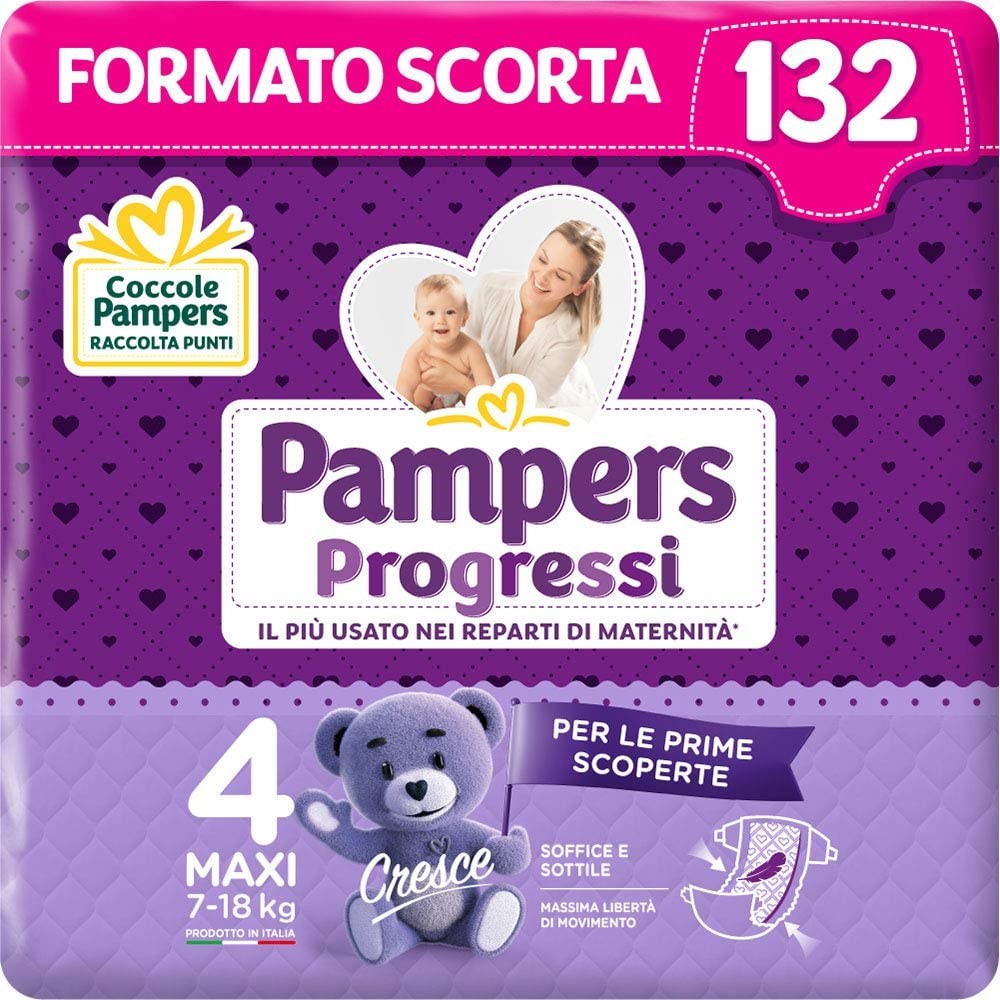 FORMATO SCORTA
132
Coccole
Pampers
RACCOLTA PUNTI
Pampers
Progressi
IL PIÙ USATO NEI REPARTI DI MATERNITÀ*
4
MAXI
7-18 kg
PRODOTTO IN ITALIA
Cresce
PER LE PRIME
SCOPERTE
SOFFICE E
SOTTILE
MASSIMA LIBERTÀ
DI MOVIMENTO